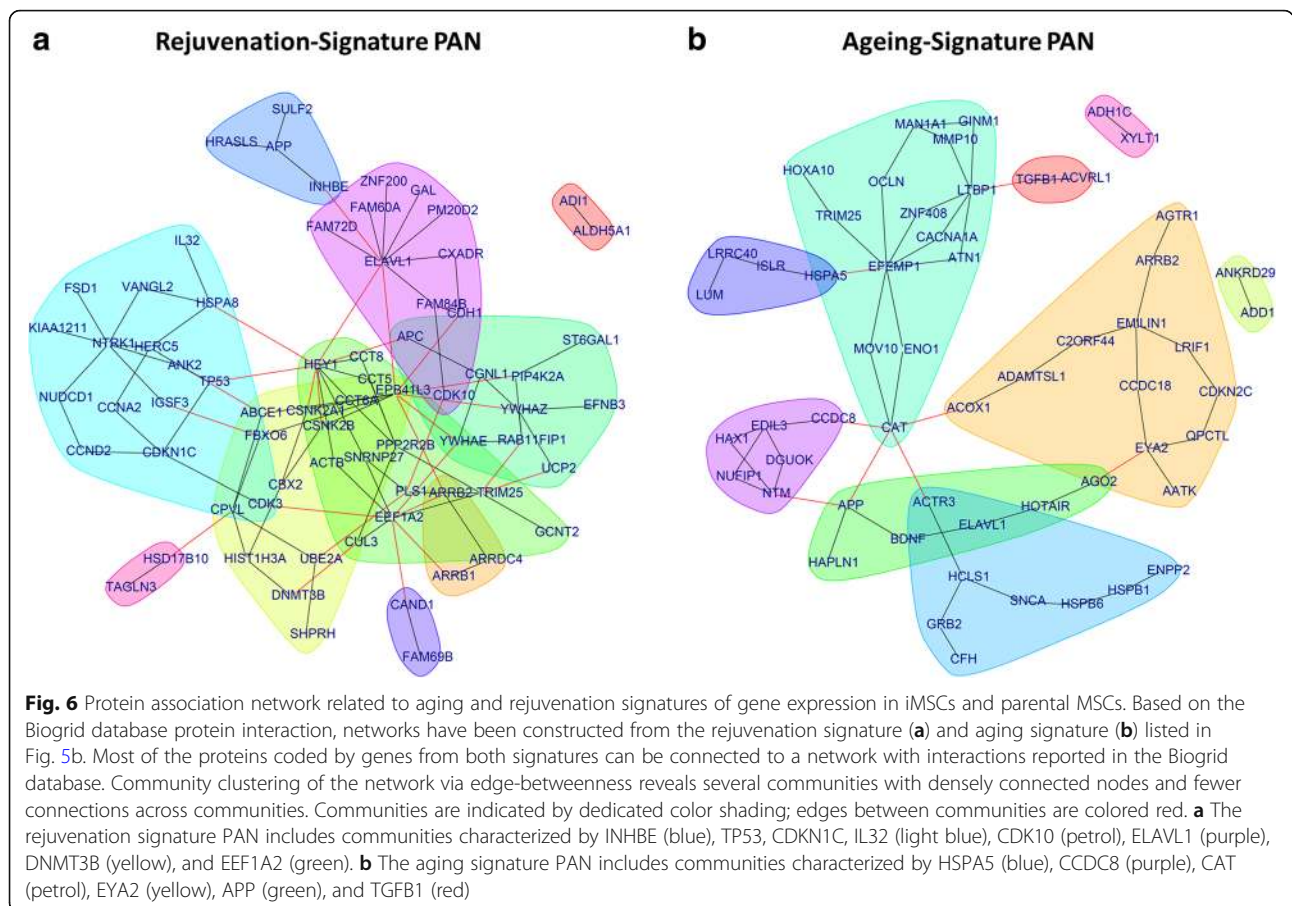 a Rejuvenation-Signature PAN
SULF2
HRASLS APP
INHBE
ZNF200
GAL
FAM60A
PM20D2
FAM72D
ELAVL1
CXADR
FAM84B
CDH1
ADI1
ALDH5A1
IL32
FSD1
VANGL2
HSPA8
KIAA1211
NTRK1
HERC5
ANK2
TP53
NUDCD1
CCNA2
IGSF3
CCND2
CDKN1C
ABCE1
FBXO6
HEY1
CCT8
CCT5
CCT6A
EPB41L3
CSNK2A1
CSNK2B
APC
CGNL1
CDK10
ST6GAL1
PIP4K2A
YWHAZ
EFNB3
YWHAE
RAB11FIP1
UCP2
PPP2R2B
SNRNP27
ACTB
CBX2
CDK3
CPVL
PLS1
ARRB2
TRIM25
EEF1A2
CUL3
GCNT2
HIST1H3A
UBE2A
DNMT3B
SHPRH
ARRDC4
ARRB1
CAND1
FAM69B
HSD17B10
TAGLN3
b Ageing-Signature PAN
ADH1C
XYLT1
MAN1A1
GINM1
MMP10
HOXA10
OCLN
LTBP1
TGFB1
ACVRL1
TRIM25
ZNF408
CACNA1A
ATN1
EFEMP1
LRRC40
ISLR
HSPA5
LUM
MOV10
ENO1
AGTR1
ARRB2
ANKRD29
ADD1
EMILIN1
C2ORF44
LRIF1
ADAMTSL1
CCDC18
CDKN2C
ACOX1
QPCTL
EYA2
AATK
CAT
CCDC8
EDIL3
HAX1
DGUOK
NUFIP1
NTM
APP
ACTR3
AGO2
HOTAIR
ELAVL1
BDNF
HAPLN1
HCLS1
ENPP2
HSPB1
SNCA
HSPB6
GRB2
CFH
Fig. 6 Protein association network related to aging and rejuvenation signatures of gene expression in iMSCs and parental MSCs. Based on the
Biogrid database protein interaction, networks have been constructed from the rejuvenation signature (a) and aging signature (b) listed in
Fig. 5b. Most of the proteins coded by genes from both signatures can be connected to a network with interactions reported in the Biogrid
database. Community clustering of the network via edge-betweenness reveals several communities with densely connected nodes and fewer
connections across communities. Communities are indicated by dedicated color shading; edges between communities are colored red. a The
rejuvenation signature PAN includes communities characterized by INHBE (blue), TP53, CDKN1C, IL32 (light blue), CDK10 (petrol), ELAVL1 (purple),
DNMT3B (yellow), and EEF1A2 (green). b The aging signature PAN includes communities characterized by HSPA5 (blue), CCDC8 (purple), CAT
(petrol), EYA2 (yellow), APP (green), and TGFB1 (red)